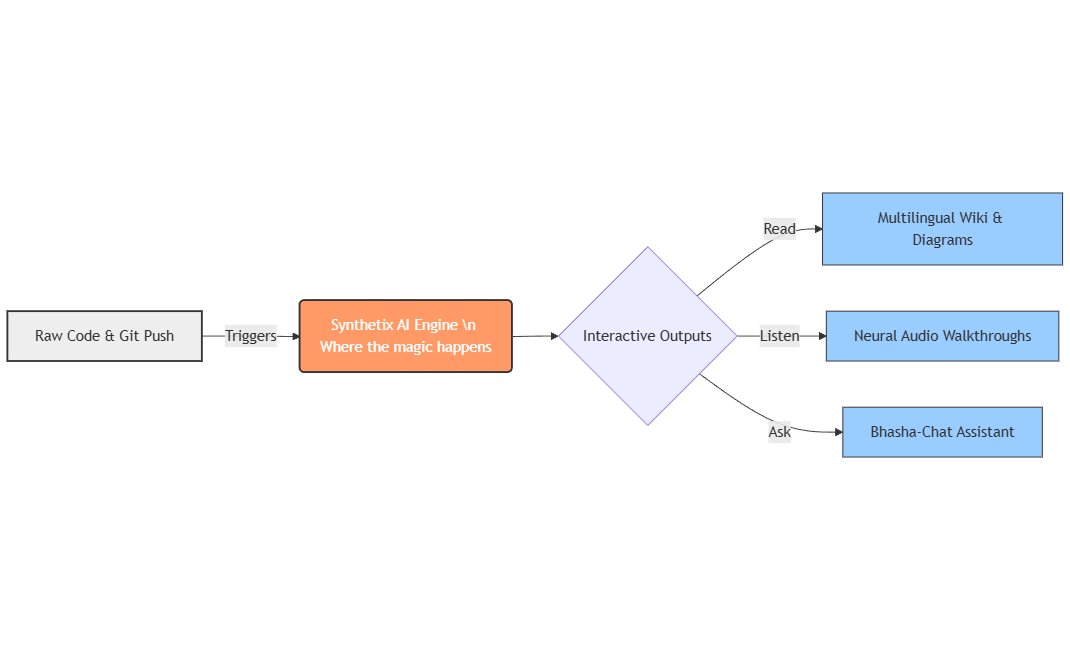 Raw Code & Git Push
Triggers
Synthetix AI Engine \n
Where the magic happens
Interactive Outputs
Read
Multilingual Wiki &
Diagrams
Listen
Neural Audio Walkthroughs
Ask
Bhasha-Chat Assistant